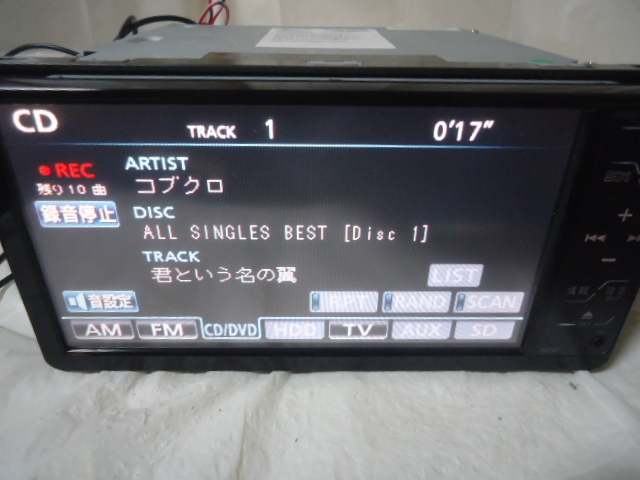 CD TRACK 1 0'17"
● REC ARTIST
残り10曲 コブクロ
録音停止 DISC
ALL SINGLES BEST [Disc 1]
TRACK
君という名の翼 LIST
音設定 RPT RAND SCAN
AM FM CD/DVD HDD TV AUX SD